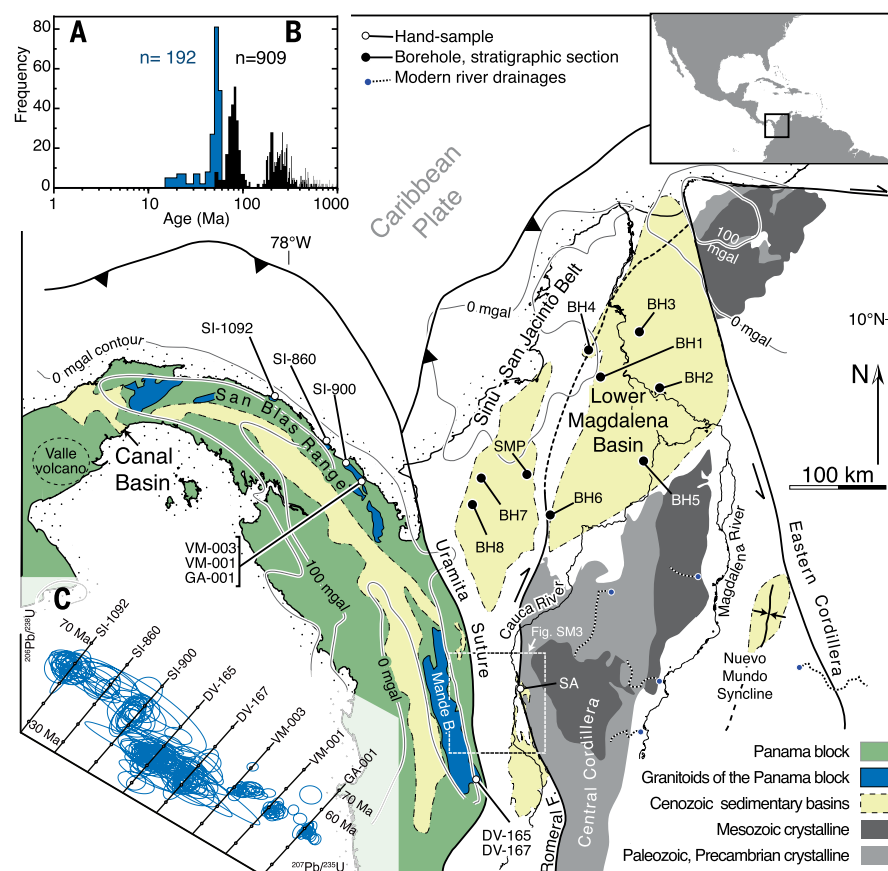 A
B
n= 192
n=909
Frequency
80
60
40
20
0
1
10
100
1000
Age (Ma)
Hand-sample
Borehole, stratigraphic section
Modern river drainages
Caribbean
Plate
78°W
10°N
N
100 km
0 mgal contour
0 mgal
100
mgal
0 mgal
SI-1092
SI-860
SI-900
San Blas Range
Sinú - San Jacinto Belt
BH4
BH3
BH1
BH2
Lower
Magdalena
Basin
SMP
BH7
BH8
BH6
BH5
Valle
volcano
Canal
Basin
VM-003
VM-001
GA-001
100 mgal
0 mgal
Uramita
Suture
Cauca River
Magdalena River
Eastern Cordillera
Fig. SM3
SA
Mande B.
Central Cordillera
Romeral F.
Nuevo
Mundo
Syncline
DV-165
DV-167
C
206Pb/238U
70 Ma
30 Ma
SI-1092
SI-860
SI-900
DV-165
DV-167
VM-003
VM-001
GA-001
70 Ma
60 Ma
207Pb/235U
Panama block
Granitoids of the Panama block
Cenozoic sedimentary basins
Mesozoic crystalline
Paleozoic, Precambrian crystalline